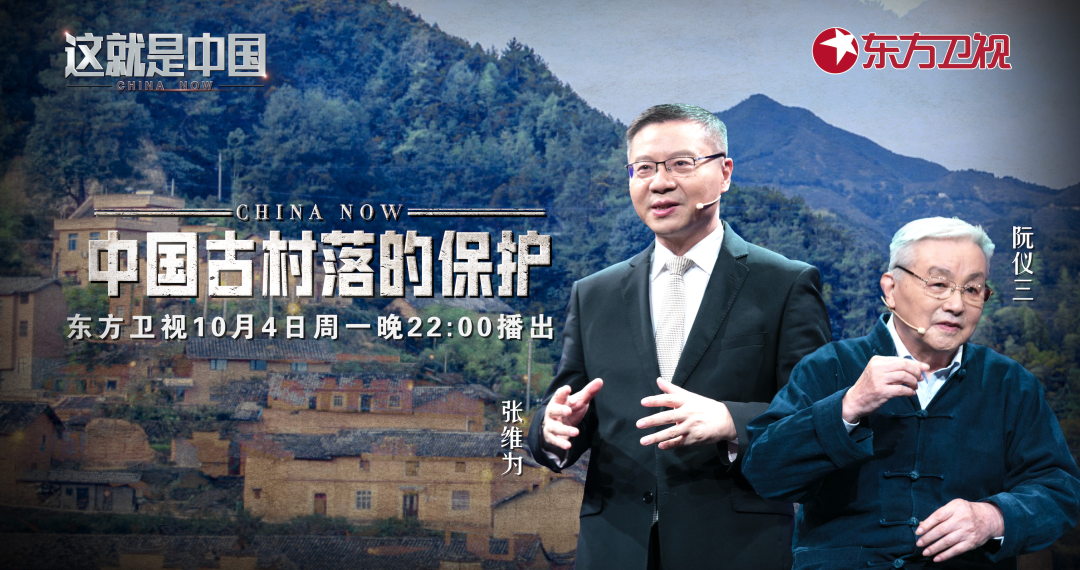 这就是中国
CHINA NOW
东方卫视
CHINA NOW
中国古村落的保护
东方卫视10月4日周一晚22:00播出
张维为
阮仪三